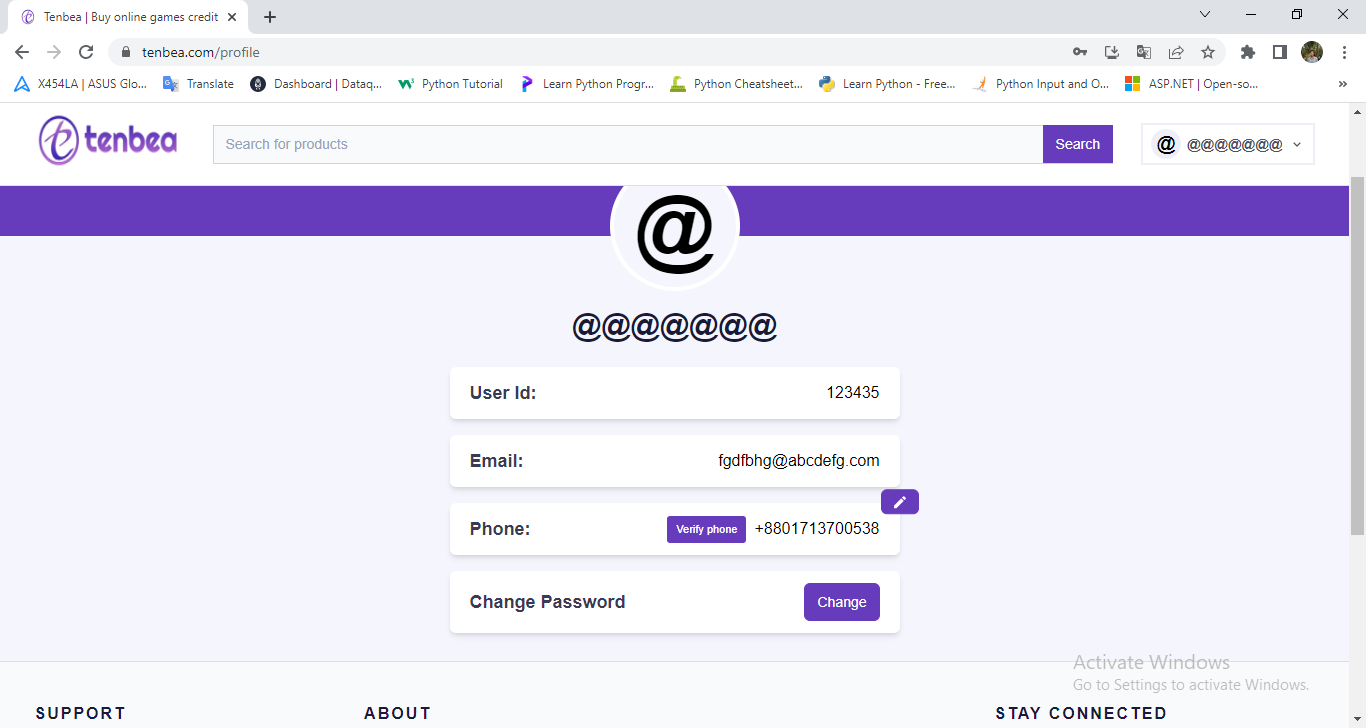 Tenbea | Buy online games credit
tenbea.com/profile
X454LA | ASUS Glo... Translate Dashboard | Dataq... Python Tutorial Learn Python Progr... Python Cheatsheet... Learn Python - Free... Python Input and O... ASP.NET | Open-so... »
tenbea Search for products Search @ @@@@@@@
@
@@@@@@@
User Id: 123435
Email: fgdfbhg@abcdefg.com
Phone: Verify phone +8801713700538
Change Password Change
Activate Windows
Go to Settings to activate Windows.
SUPPORT ABOUT STAY CONNECTED